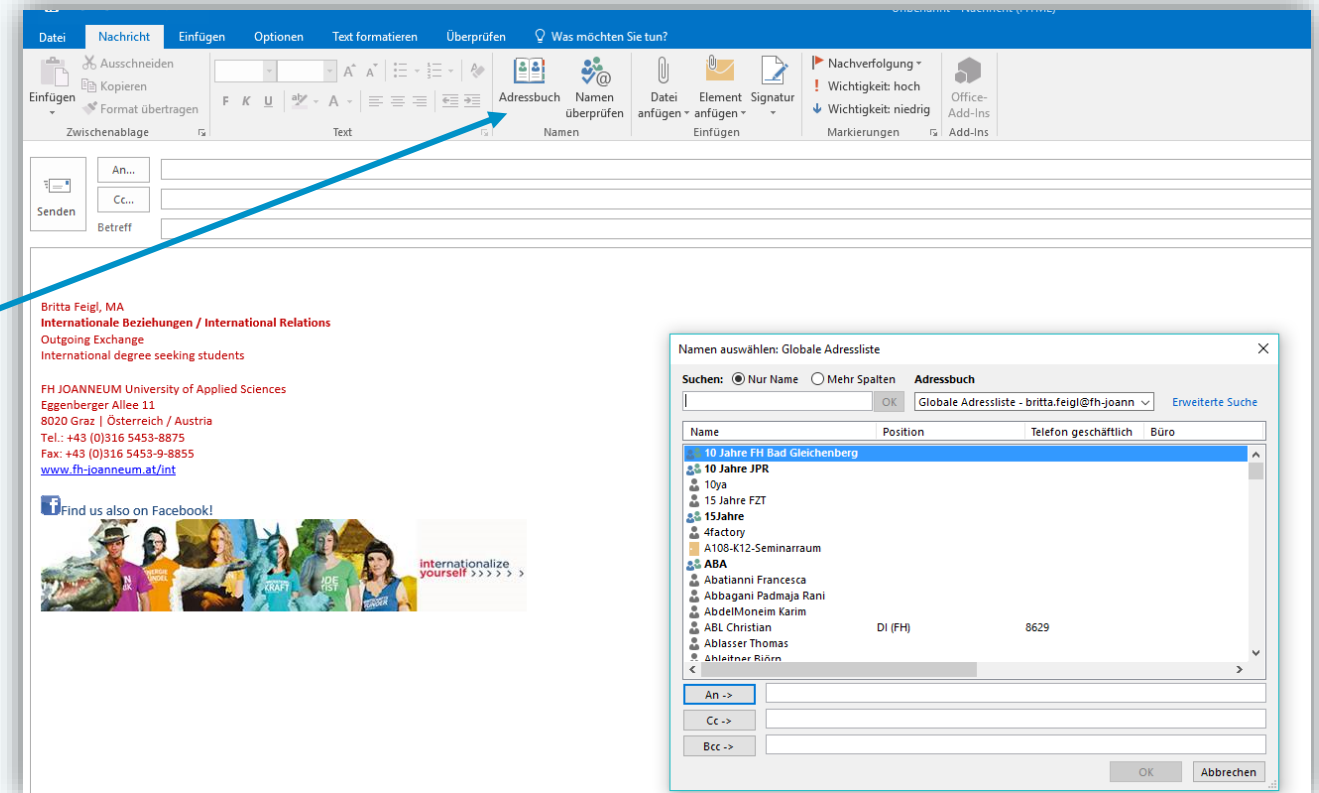 Datei Nachricht Einfügen Optionen Text formatieren Überprüfen Was möchten Sie tun?
Einfügen
Ausschneiden
Kopieren
Format übertragen
Zwischenablage
F K U
A
Text
Adressbuch
Namen überprüfen
Namen
Datei anfügen
Element anfügen
Signatur
Einfügen
Nachverfolgung
Wichtigkeit: hoch
Wichtigkeit: niedrig
Markierungen
Office-Add-Ins
Add-Ins
Senden
An...
Cc...
Betreff
Britta Feigl, MA
Internationale Beziehungen / International Relations
Outgoing Exchange
International degree seeking students
FH JOANNEUM University of Applied Sciences
Eggenberger Allee 11
8020 Graz | Österreich / Austria
Tel.: +43 (0)316 5453-8875
Fax: +43 (0)316 5453-9-8855
www.fh-joanneum.at/int
Find us also on Facebook!
internationalize
yourself > > > > >
Namen auswählen: Globale Adressliste
Suchen: Nur Name Mehr Spalten Adressbuch
OK Globale Adressliste - britta.feigl@fh-joann Erweiterte Suche
Name Position Telefon geschäftlich Büro
10 Jahre FH Bad Gleichenberg
10 Jahre JPR
10ya
15 Jahre FZT
15Jahre
4factory
A108-K12-Seminarraum
ABA
Abatianni Francesca
Abbagani Padmaja Rani
AbdelMoneim Karim
ABL Christian DI (FH) 8629
Ablasser Thomas
Ableitner Björn
An ->
Cc ->
Bcc ->
OK Abbrechen